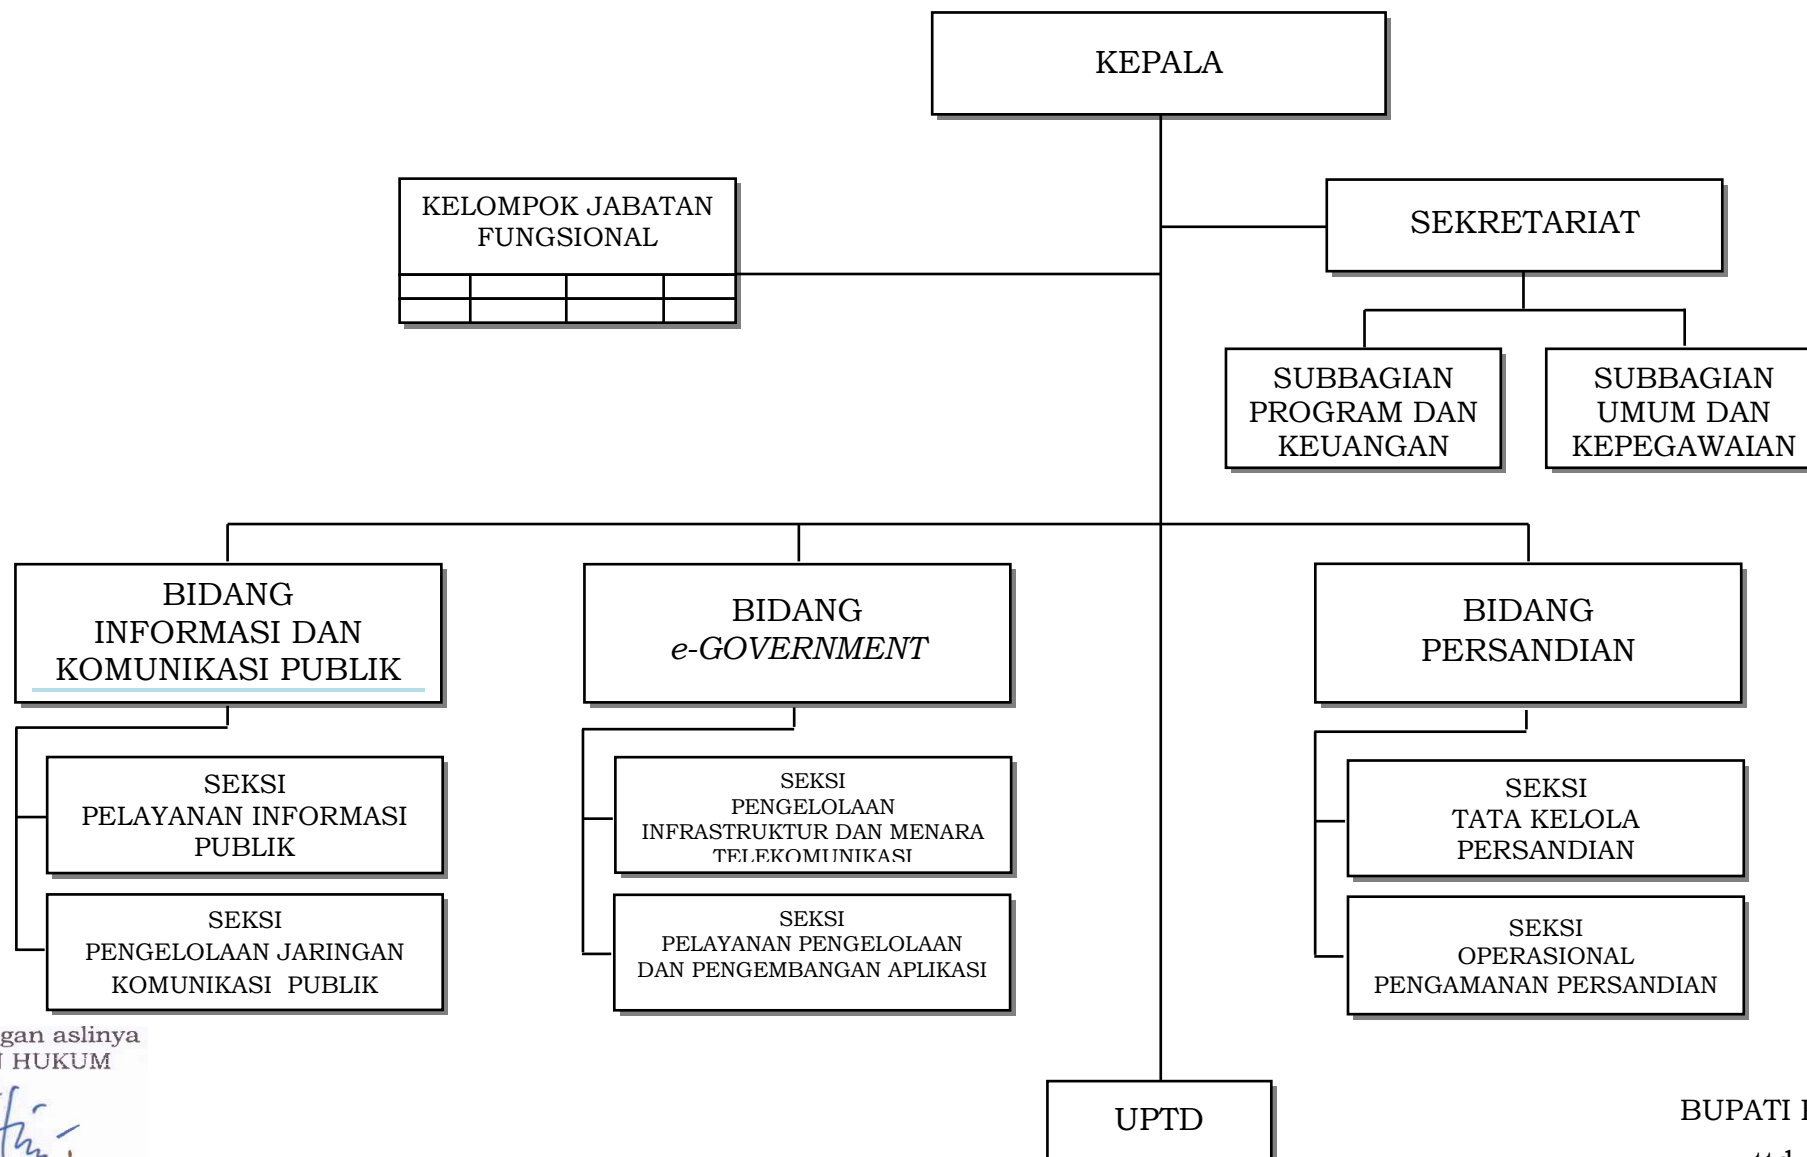 KEPALA
KELOMPOK JABATAN
FUNGSIONAL
SEKRETARIAT
SUBBAGIAN
PROGRAM DAN
KEUANGAN
SUBBAGIAN
UMUM DAN
KEPEGAWAIAN
BIDANG
INFORMASI DAN
KOMUNIKASI PUBLIK
BIDANG
e-GOVERNMENT
BIDANG
PERSANDIAN
SEKSI
PELAYANAN INFORMASI
PUBLIK
SEKSI
PENGELOLAAN JARINGAN
KOMUNIKASI PUBLIK
SEKSI
PENGELOLAAN
INFRASTRUKTUR DAN MENARA
TELEKOMUNIKASI
SEKSI
PELAYANAN PENGELOLAAN
DAN PENGEMBANGAN APLIKASI
SEKSI
TATA KELOLA
PERSANDIAN
SEKSI
OPERASIONAL
PENGAMANAN PERSANDIAN
gan aslinya
HUKUM
UPTD
BUPATI